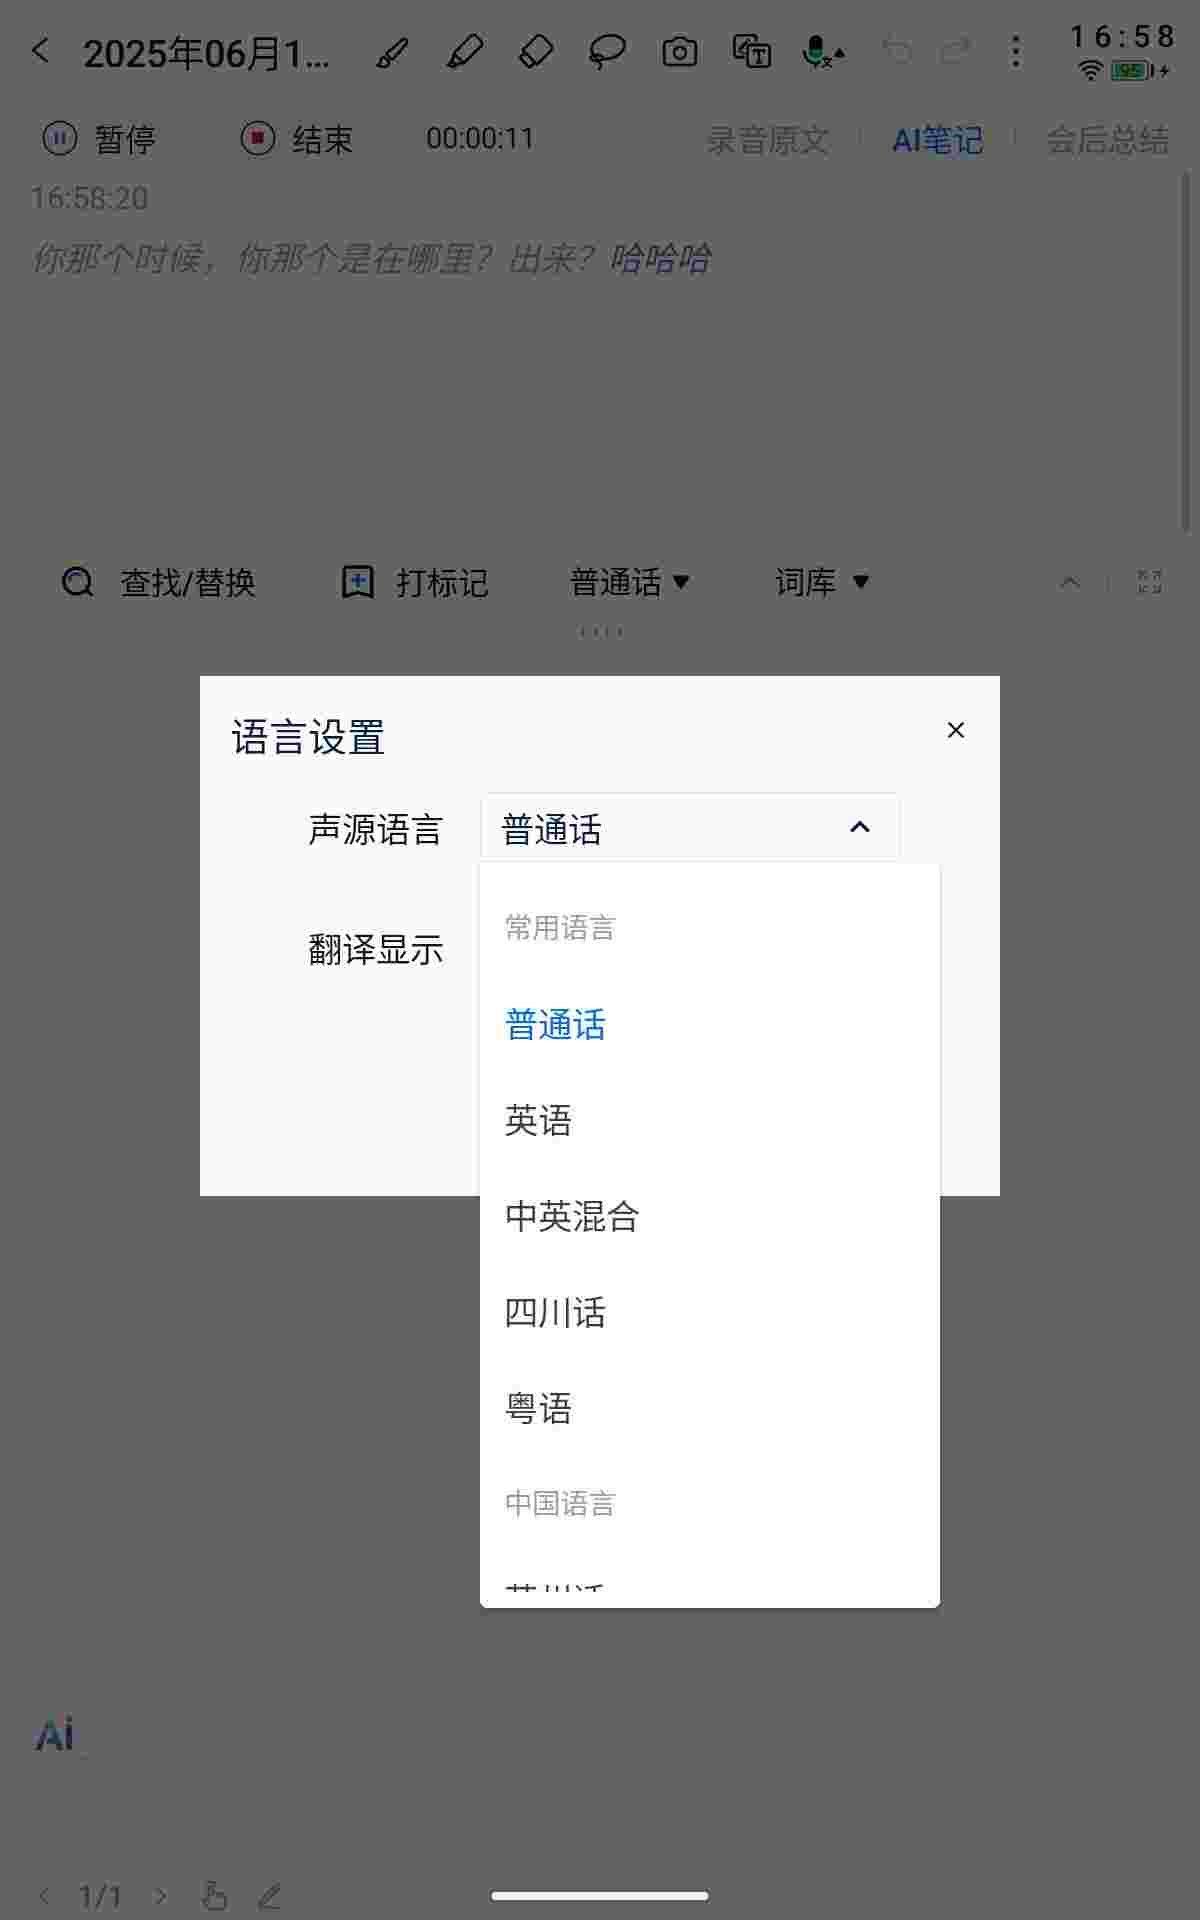 2025年06月1...
16:58
95
暂停
结束
00:00:11
录音原文
AI笔记
会后总结
16:58:20
你那个时候，你那个是在哪里？出来？哈哈哈
查找/替换
打标记
普通话
词库
语言设置
声源语言
普通话
翻译显示
常用语言
普通话
英语
中英混合
四川话
粤语
中国语言
Ai
1/1